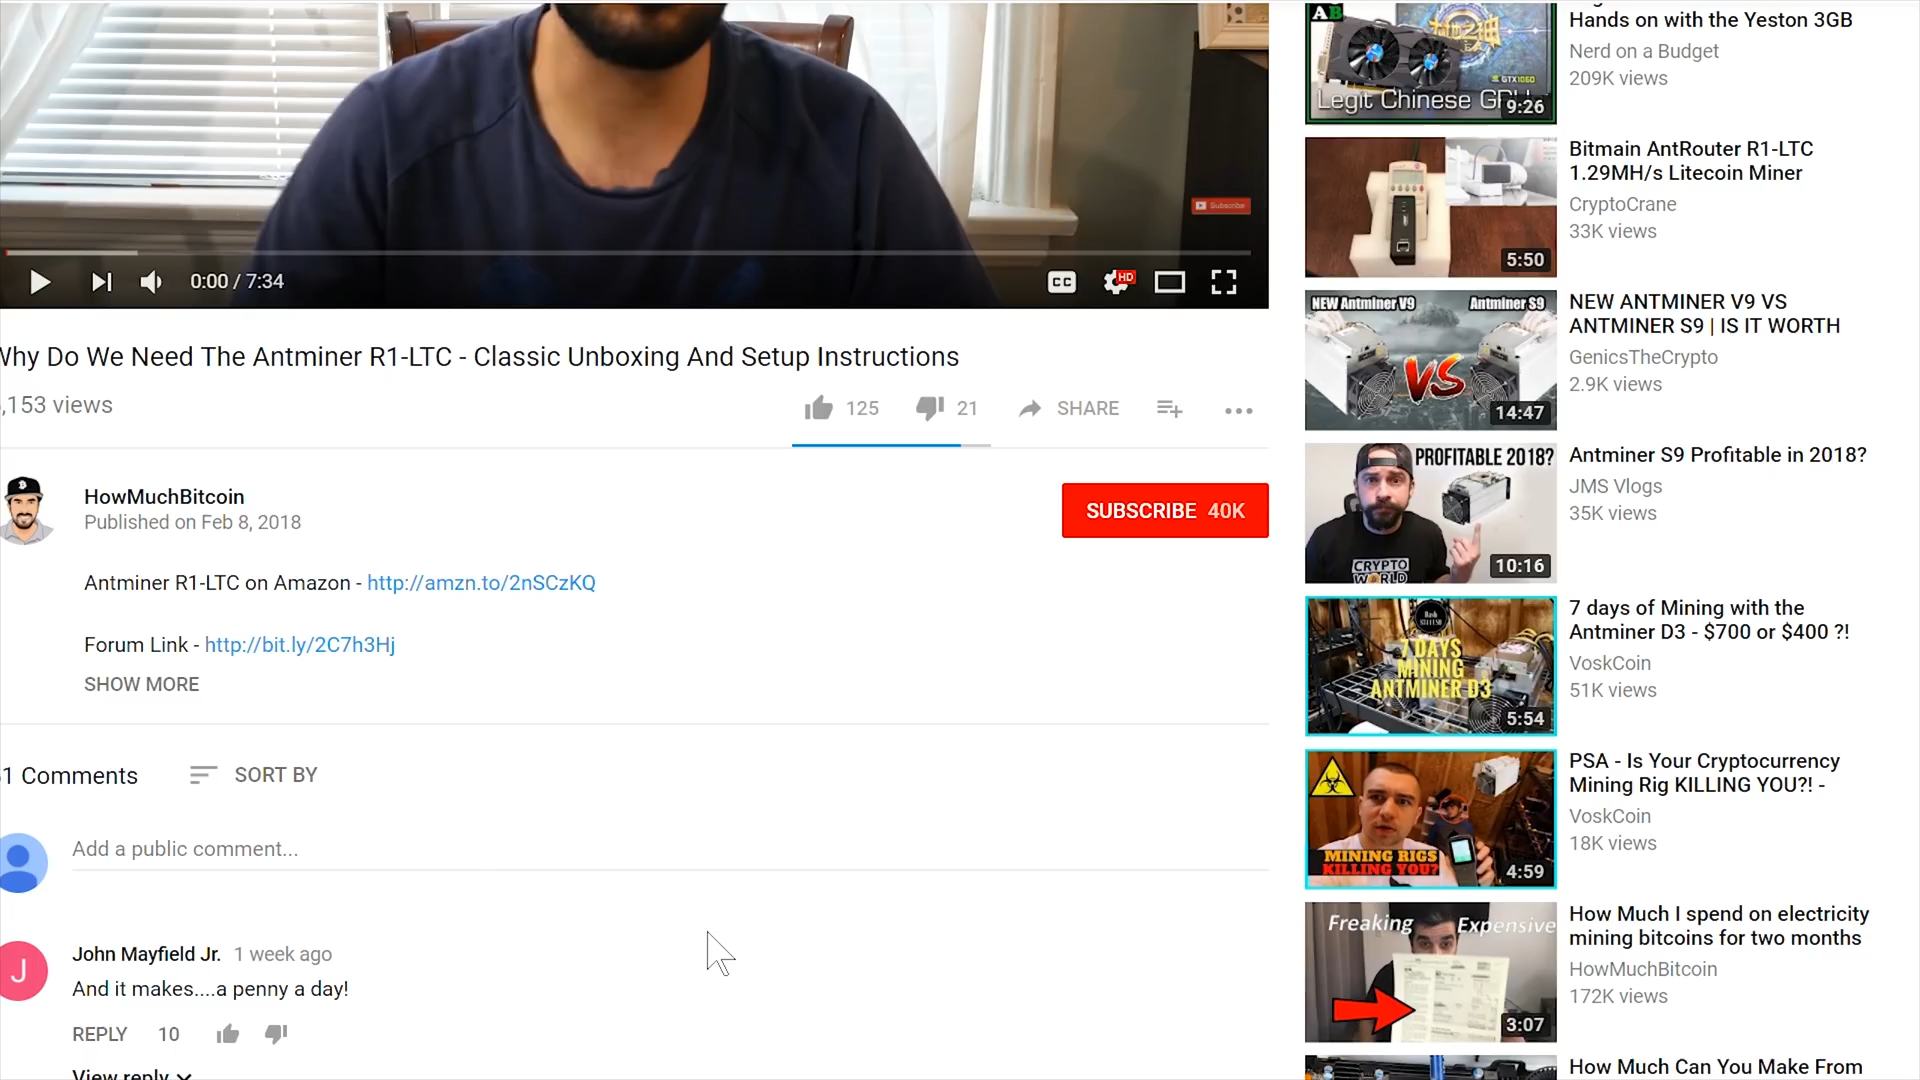 Subscribe
0:00 / 7:34
CC
HD
Why Do We Need The Antminer R1-LTC - Classic Unboxing And Setup Instructions
,153 views
125
21
SHARE
HowMuchBitcoin
Published on Feb 8, 2018
SUBSCRIBE 40K
Antminer R1-LTC on Amazon - http://amzn.to/2nSCzKQ
Forum Link - http://bit.ly/2C7h3Hj
SHOW MORE
1 Comments
SORT BY
Add a public comment...
J
John Mayfield Jr. 1 week ago
And it makes....a penny a day!
REPLY 10
View reply
AB
GTX1060
Legit Chinese
9:26
Hands on with the Yeston 3GB
Nerd on a Budget
209K views
5:50
Bitmain AntRouter R1-LTC
1.29MH/s Litecoin Miner
CryptoCrane
33K views
NEW Antminer V9
Antminer S9
VS
14:47
NEW ANTMINER V9 VS
ANTMINER S9 | IS IT WORTH
GenicsTheCrypto
2.9K views
PROFITABLE 2018?
CRYPTO
WORLD
10:16
Antminer S9 Profitable in 2018?
JMS Vlogs
35K views
7 DAYS
MINING
ANTMINER D3
5:54
7 days of Mining with the
Antminer D3 - $700 or $400 ?!
VoskCoin
51K views
MINING RIGS
KILLING YOU?
4:59
PSA - Is Your Cryptocurrency
Mining Rig KILLING YOU?! -
VoskCoin
18K views
Freaking Expensive
3:07
How Much I spend on electricity
mining bitcoins for two months
HowMuchBitcoin
172K views
How Much Can You Make From